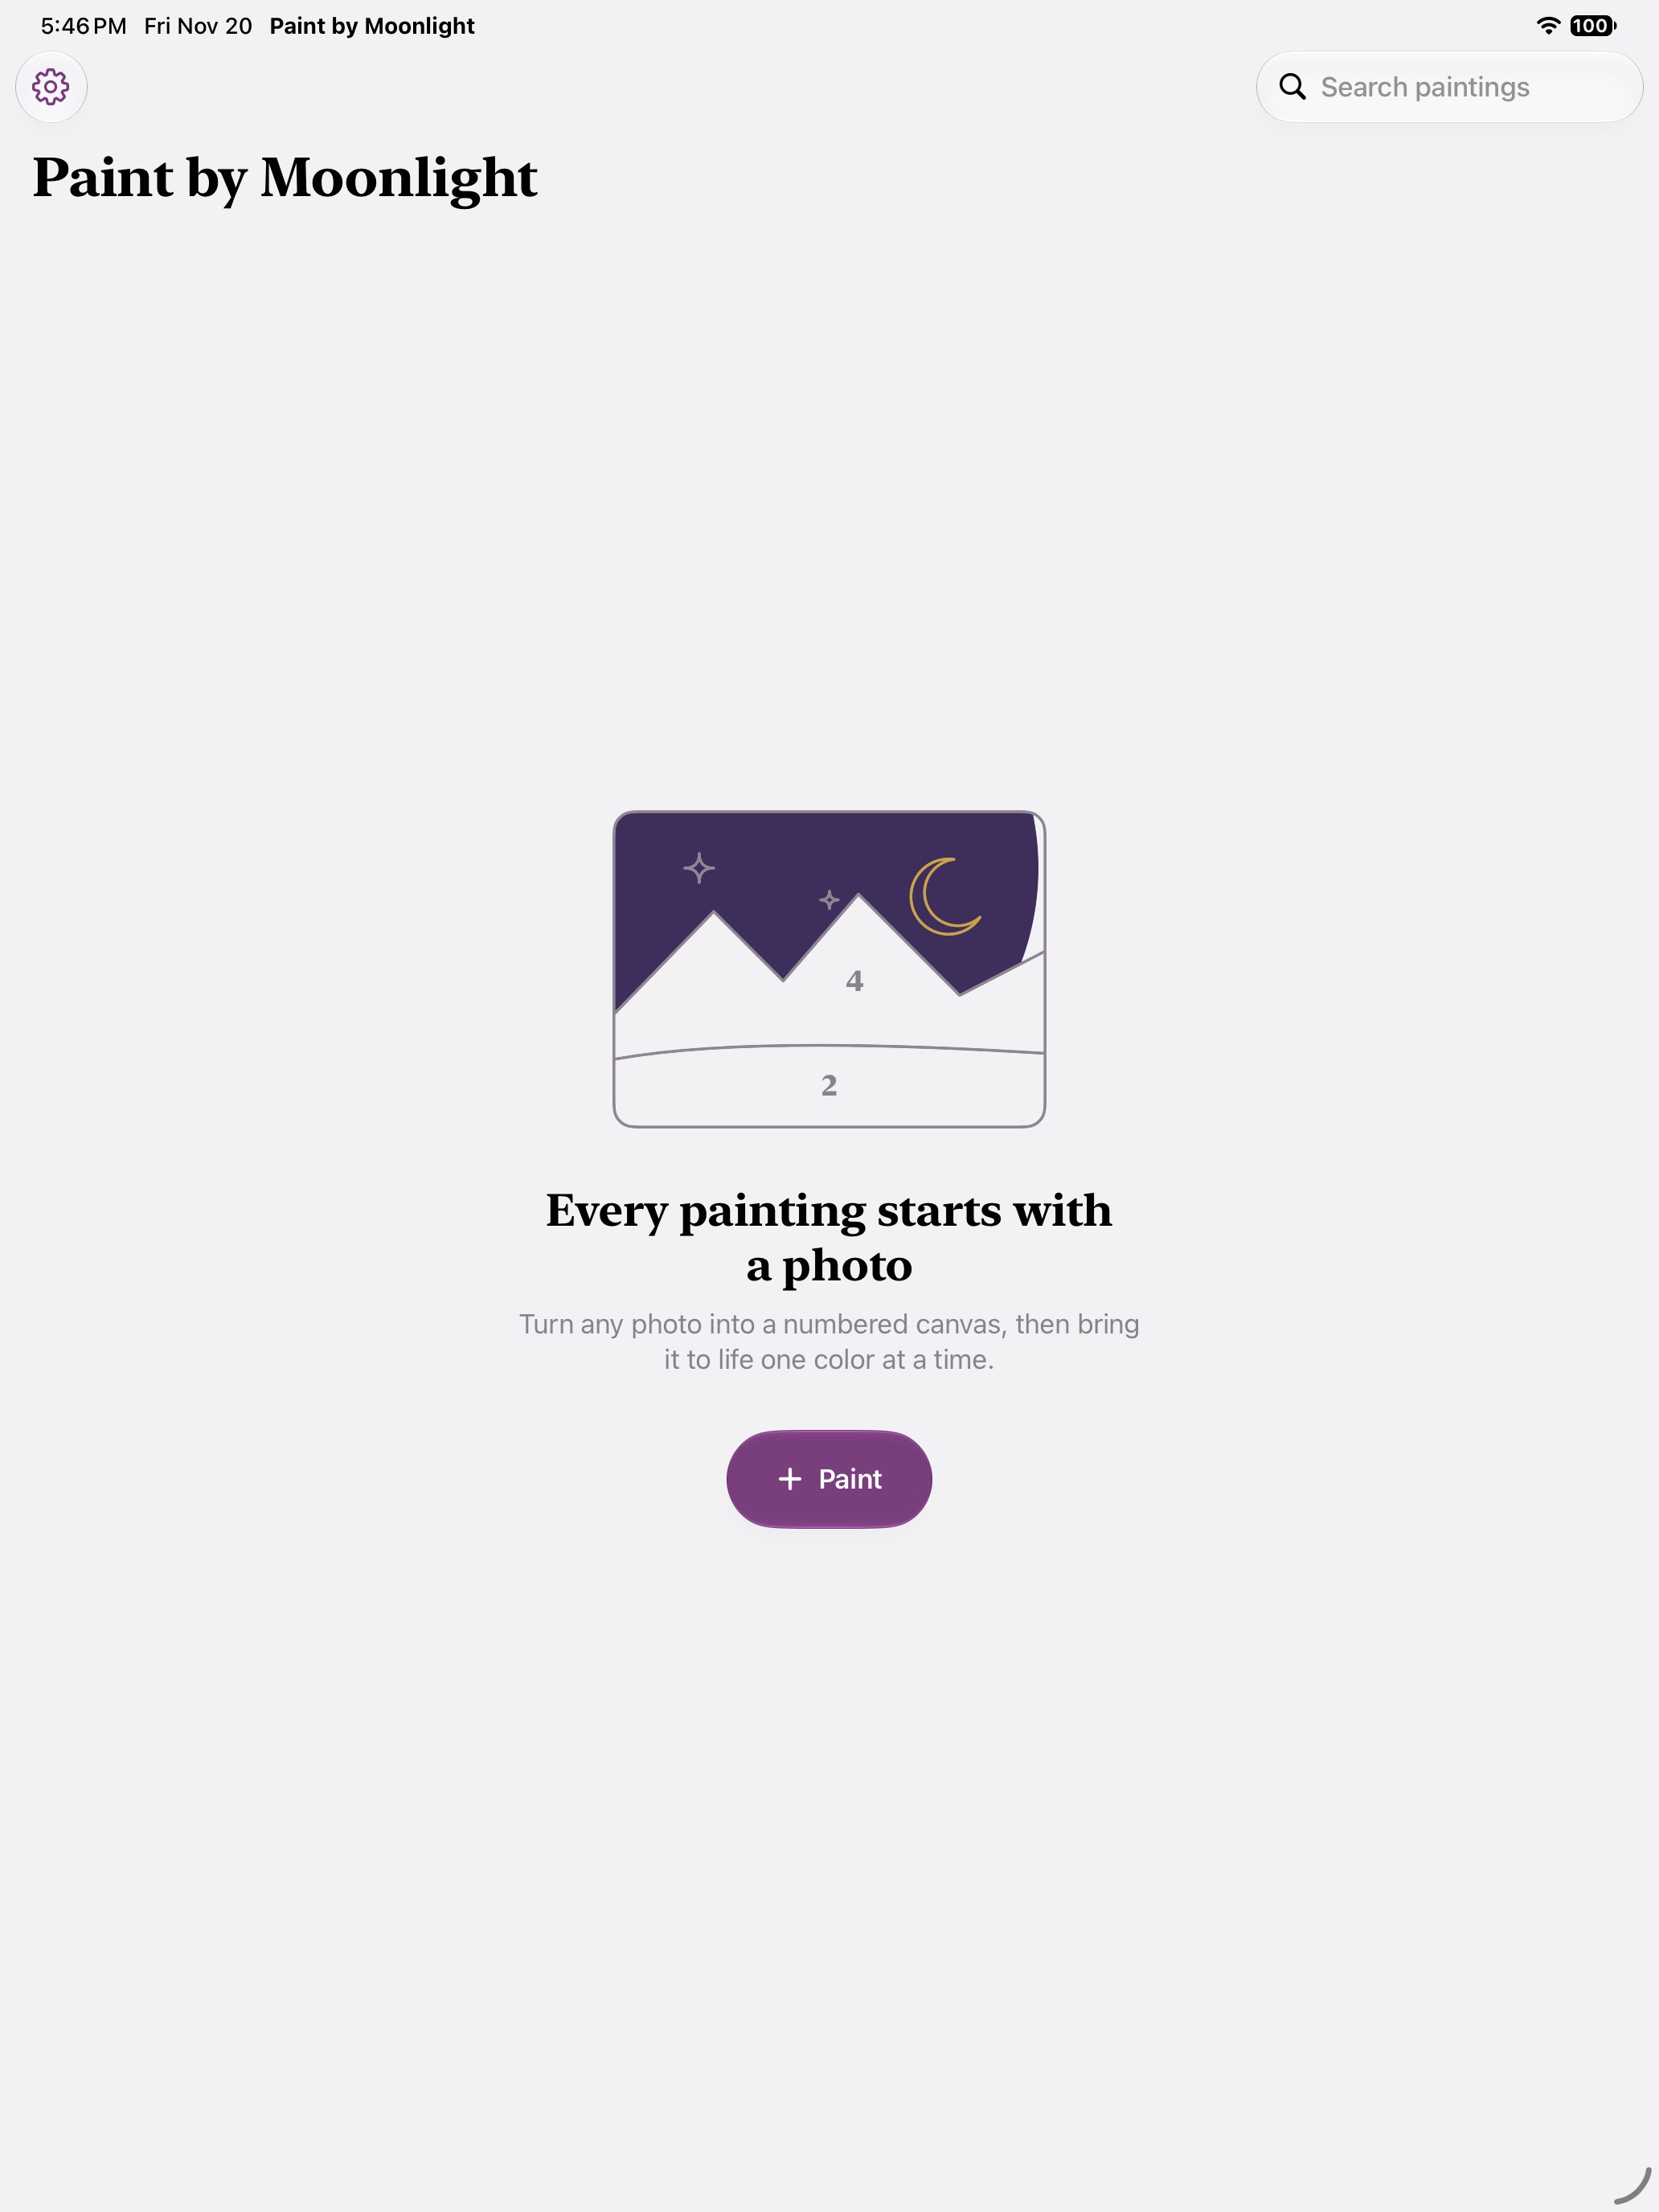 5:46 PM Fri Nov 20 Paint by Moonlight 100
Search paintings
Paint by Moonlight
4
2
Every painting starts with
a photo
Turn any photo into a numbered canvas, then bring
it to life one color at a time.
+ Paint